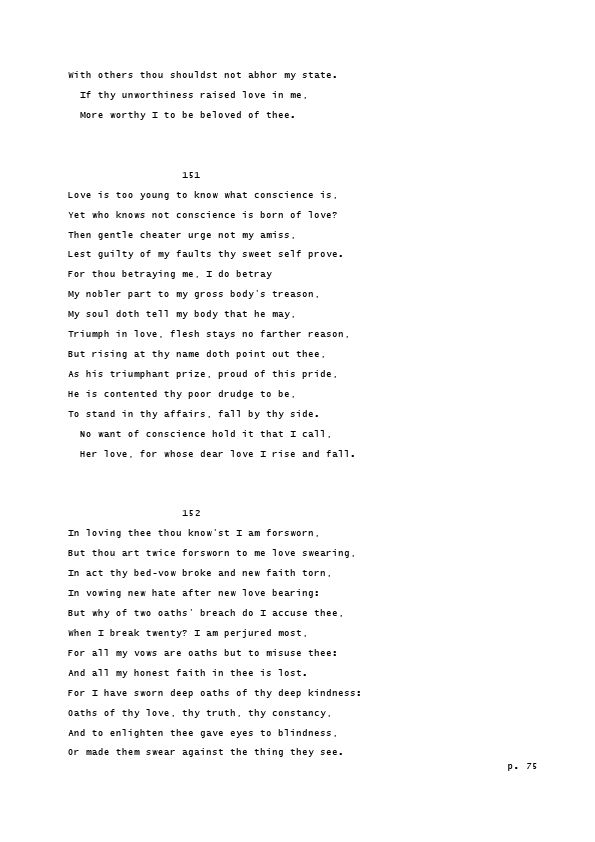 With others thou shouldst not abhor my state.
If thy unworthiness raised love in me,
More worthy I to be beloved of thee.
151
Love is too young to know what conscience is,
Yet who knows not conscience is born of love?
Then gentle cheater urge not my amiss,
Lest guilty of my faults thy sweet self prove.
For thou betraying me, I do betray
My nobler part to my gross body's treason,
My soul doth tell my body that he may,
Triumph in love, flesh stays no farther reason,
But rising at thy name doth point out thee,
As his triumphant prize, proud of this pride,
He is contented thy poor drudge to be,
To stand in thy affairs, fall by thy side.
No want of conscience hold it that I call,
Her love, for whose dear love I rise and fall.
152
In loving thee thou know'st I am forsworn,
But thou art twice forsworn to me love swearing,
In act thy bed-vow broke and new faith torn,
In vowing new hate after new love bearing:
But why of two oaths' breach do I accuse thee,
When I break twenty? I am perjured most,
For all my vows are oaths but to misuse thee:
And all my honest faith in thee is lost.
For I have sworn deep oaths of thy deep kindness:
Oaths of thy love, thy truth, thy constancy,
And to enlighten thee gave eyes to blindness,
Or made them swear against the thing they see.
p. 75